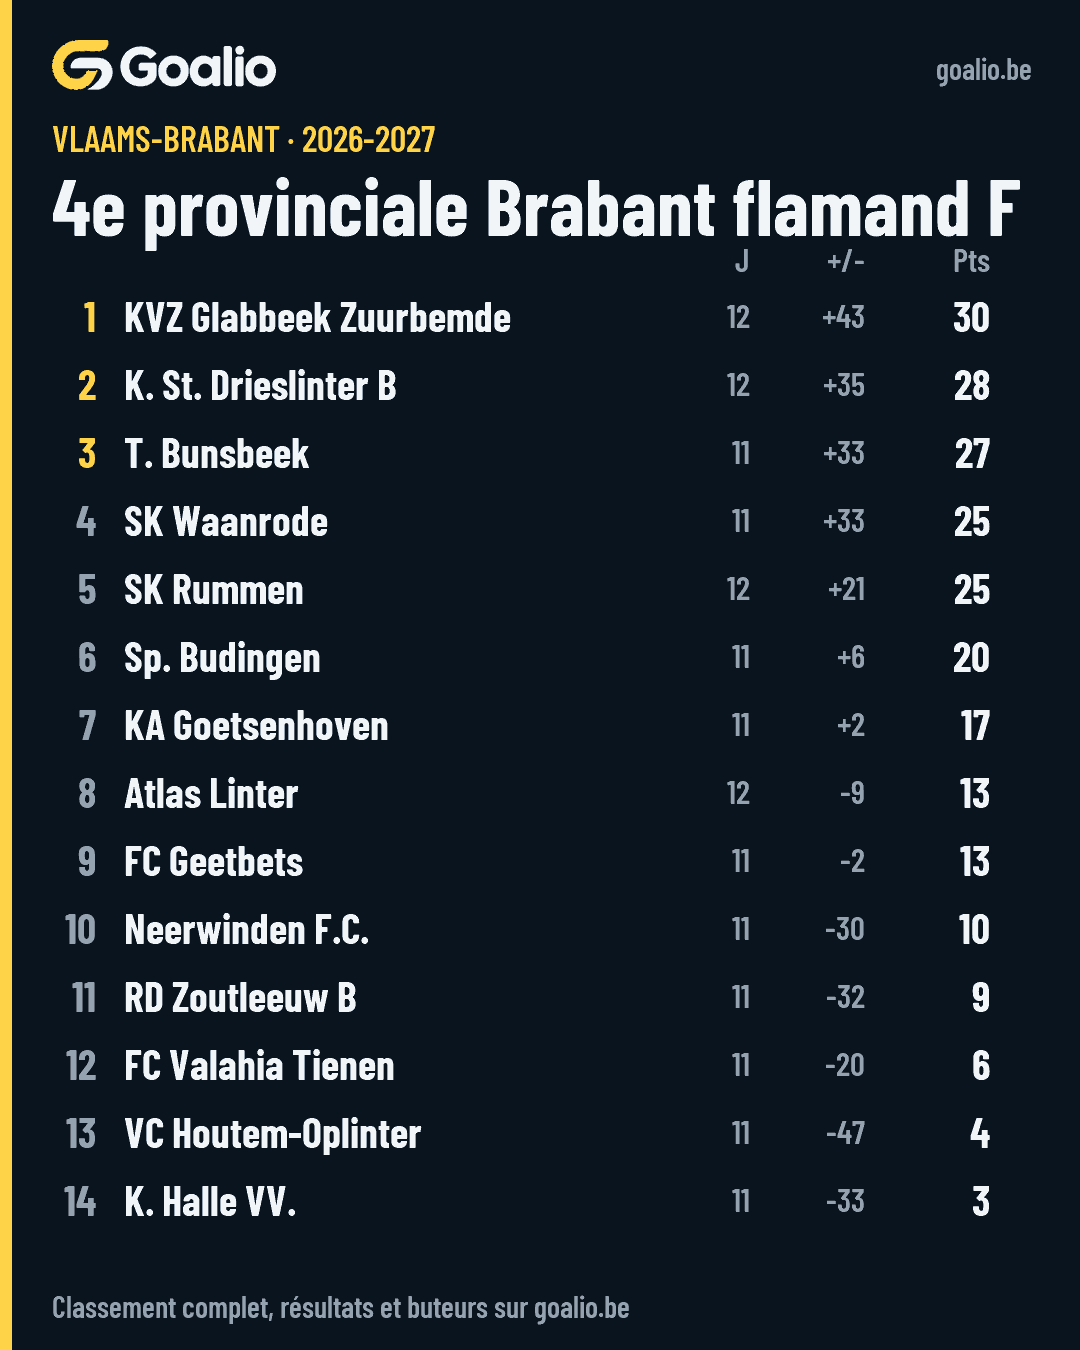 Goalio
goalio.be
VLAAMS-BRABANT · 2026-2027
4e provinciale Brabant flamand F
J +/- Pts
1 KVZ Glabbeek Zuurbemde 12 +43 30
2 K. St. Drieslinter B 12 +35 28
3 T. Bunsbeek 11 +33 27
4 SK Waanrode 11 +33 25
5 SK Rummen 12 +21 25
6 Sp. Budingen 11 +6 20
7 KA Goetsenhoven 11 +2 17
8 Atlas Linter 12 -9 13
9 FC Geetbets 11 -2 13
10 Neerwinden F.C. 11 -30 10
11 RD Zoutleeuw B 11 -32 9
12 FC Valahia Tienen 11 -20 6
13 VC Houtem-Oplinter 11 -47 4
14 K. Halle VV. 11 -33 3
Classement complet, résultats et buteurs sur goalio.be